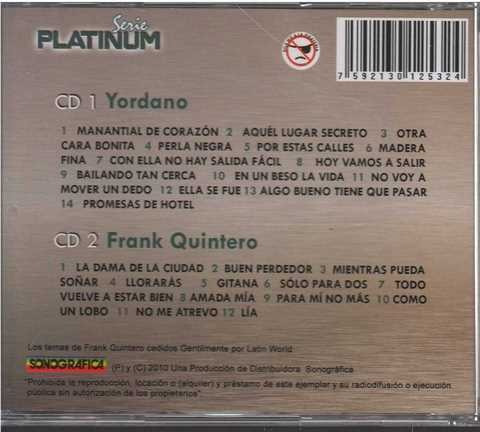 Serie
PLATINUM
7 592130 125324
CD 1 Yordano
1 MANANTIAL DE CORAZÓN 2 AQUÉL LUGAR SECRETO 3 OTRA
CARA BONITA 4 PERLA NEGRA 5 POR ESTAS CALLES 6 MADERA
FINA 7 CON ELLA NO HAY SALIDA FÁCIL 8 HOY VAMOS A SALIR
9 BAILANDO TAN CERCA 10 EN UN BESO LA VIDA 11 NO VOY A
MOVER UN DEDO 12 ELLA SE FUE 13 ALGO BUENO TIENE QUE PASAR
14 PROMESAS DE HOTEL
CD 2 Frank Quintero
1 LA DAMA DE LA CIUDAD 2 BUEN PERDEDOR 3 MIENTRAS PUEDA
SOÑAR 4 LLORARÁS 5 GITANA 6 SÓLO PARA DOS 7 TODO
VUELVE A ESTAR BIEN 8 AMADA MÍA 9 PARA MÍ NO MÁS 10 COMO
UN LOBO 11 NO ME ATREVO 12 LÍA
Los temas de Frank Quintero cedidos Gentilmente por Latin World
SONOGRAFICA (P) y (C) 2010 Una Producción de Distribuidora Sonográfica
"Prohibida la reproducción, locación o (alquiler) y préstamo de este ejemplar y su radiodifusión o ejecución
pública sin autorización de los propietarios".